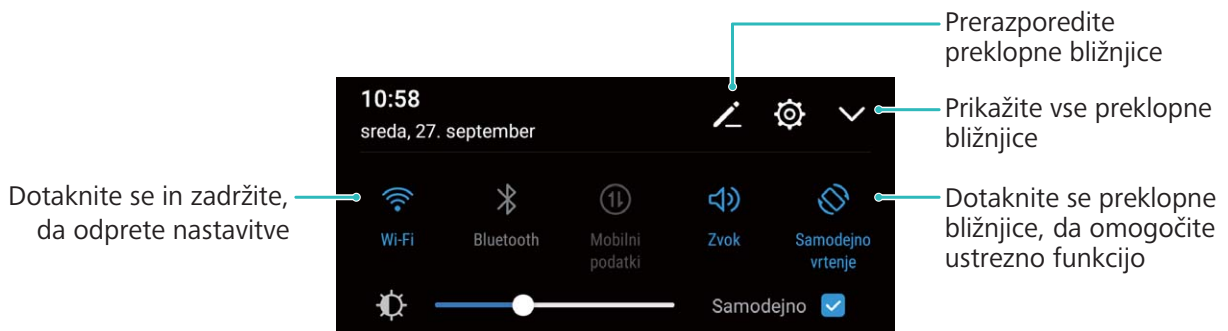 Prerazporedite
preklopne bližnjice
10:58
sreda, 27. september
Prikažite vse preklopne
bližnjice
Dotaknite se in zadržite,
da odprete nastavitve
Wi-Fi
Bluetooth
Mobilni
podatki
Zvok
Samodejno
vrtenje
Dotaknite se preklopne
bližnjice, da omogočite
ustrezno funkcijo
Samodejno